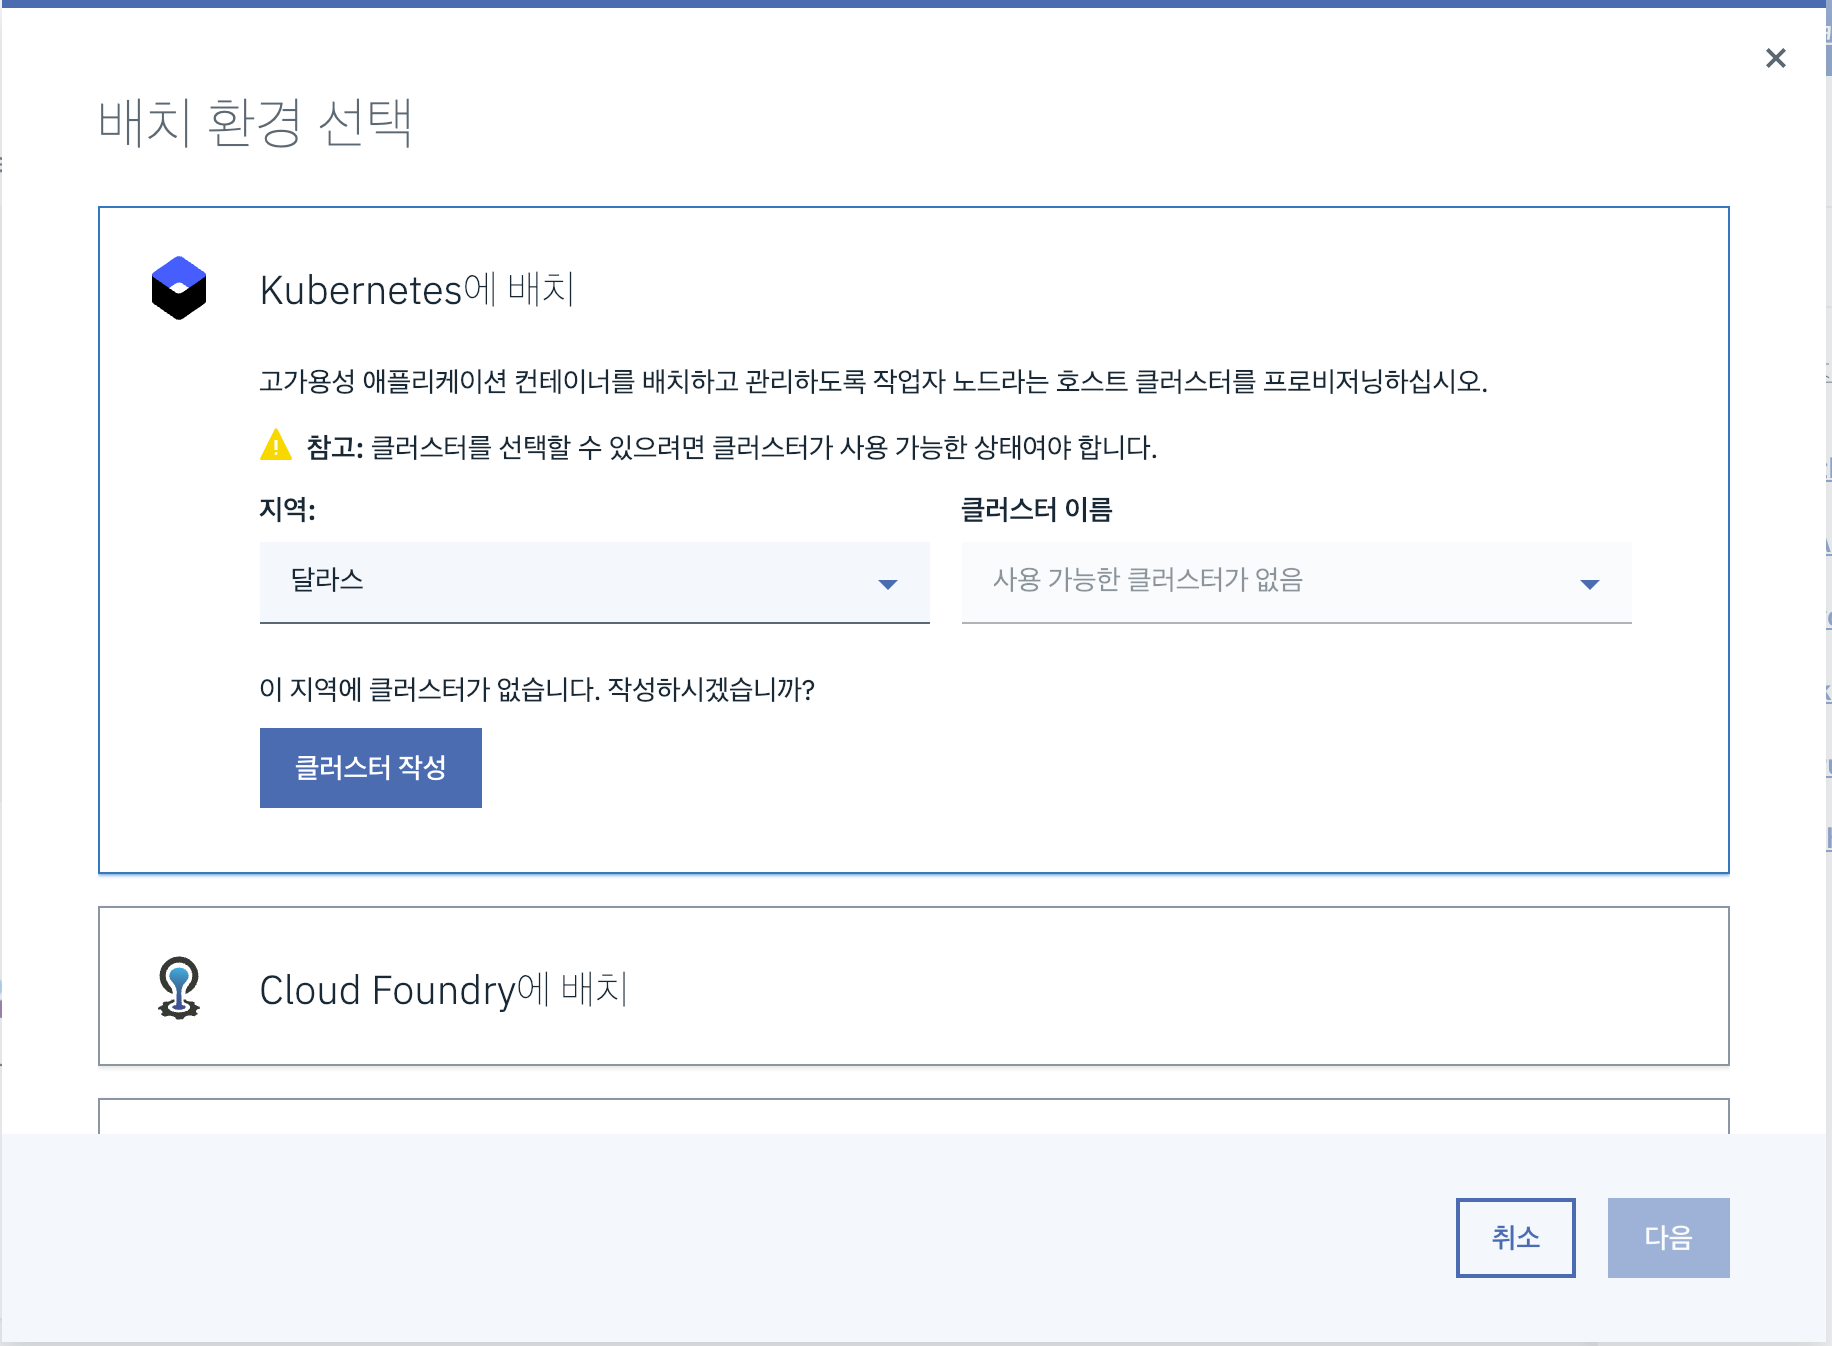 배치 환경 선택
Kubernetes에 배치
고가용성 애플리케이션 컨테이너를 배치하고 관리하도록 작업자 노드라는 호스트 클러스터를 프로비저닝하십시오.
참고: 클러스터를 선택할 수 있으려면 클러스터가 사용 가능한 상태여야 합니다.
지역:
클러스터 이름
달라스
사용 가능한 클러스터가 없음
이 지역에 클러스터가 없습니다. 작성하시겠습니까?
클러스터 작성
Cloud Foundry에 배치
취소
다음